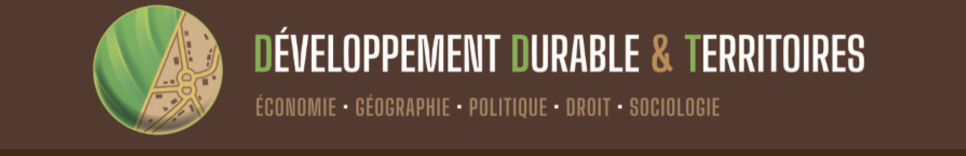 DÉVELOPPEMENT DURABLE & TERRITOIRES
ÉCONOMIE · GÉOGRAPHIE · POLITIQUE · DROIT · SOCIOLOGIE